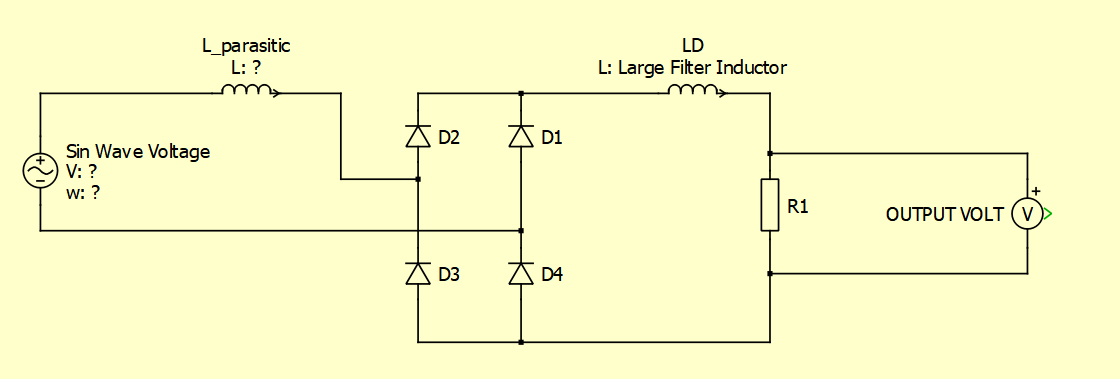 L_parasitic
L: ?
LD
L: Large Filter Inductor
D2
D1
Sin Wave Voltage
V: ?
w: ?
+
R1
OUTPUT VOLT
V
D3
D4